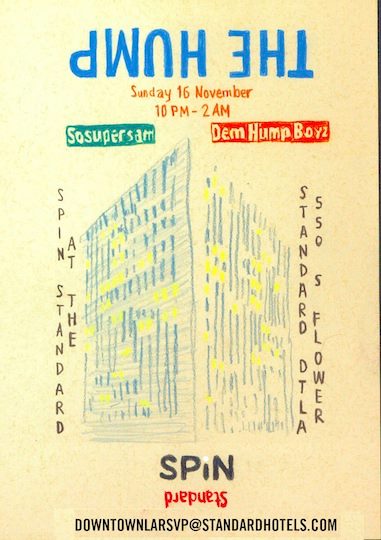 THE HUMP
Sunday 16 November
10 PM - 2 AM
Sosupersam
Dem Hump Boyz
SPIN STANDARD
AT THE
STANDARD DTLA
550 S FLOWER
SPiN
Standard
DOWNTOWNLARSVP@STANDARDHOTELS.COM